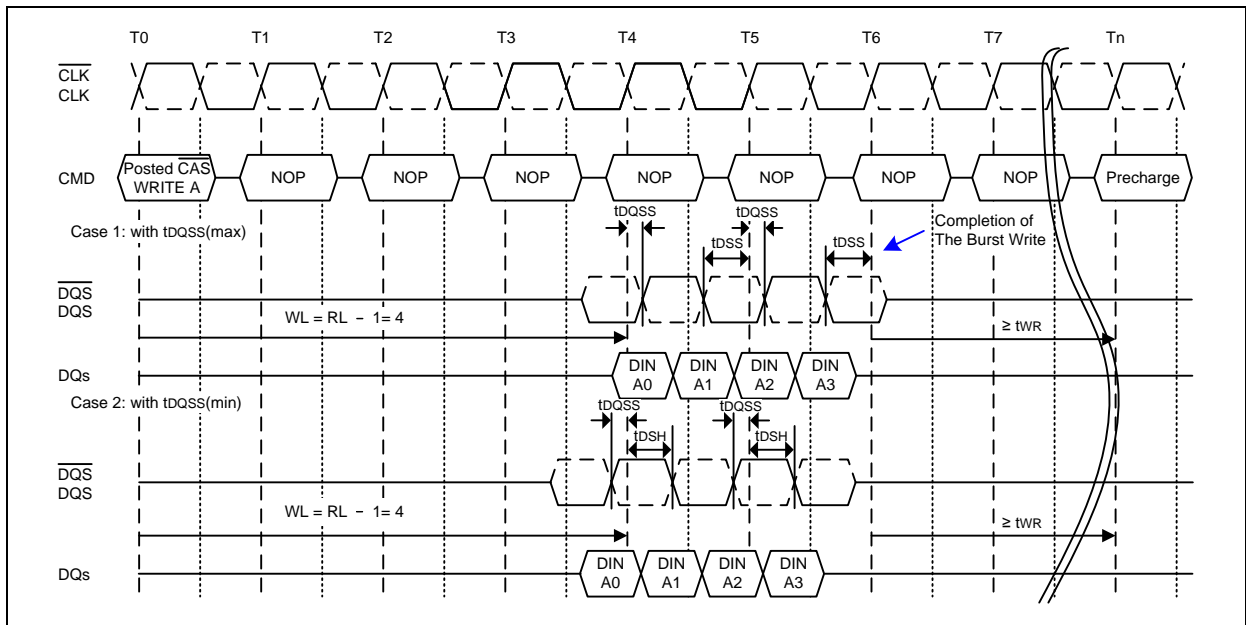 T0 T1 T2 T3 T4 T5 T6 T7 Tn
CLK
CLK
CMD
Posted CAS
WRITE A
NOP NOP NOP NOP NOP NOP NOP Precharge
Case 1: with tDQSS(max)
tDQSS tDQSS
tDSS tDSS
Completion of
The Burst Write
DQS
DQS
WL = RL − 1= 4
≥ tWR
DQs
DIN
A0
DIN
A1
DIN
A2
DIN
A3
Case 2: with tDQSS(min)
tDQSS tDQSS
tDSH tDSH
DQS
DQS
WL = RL − 1= 4
≥ tWR
DQs
DIN
A0
DIN
A1
DIN
A2
DIN
A3